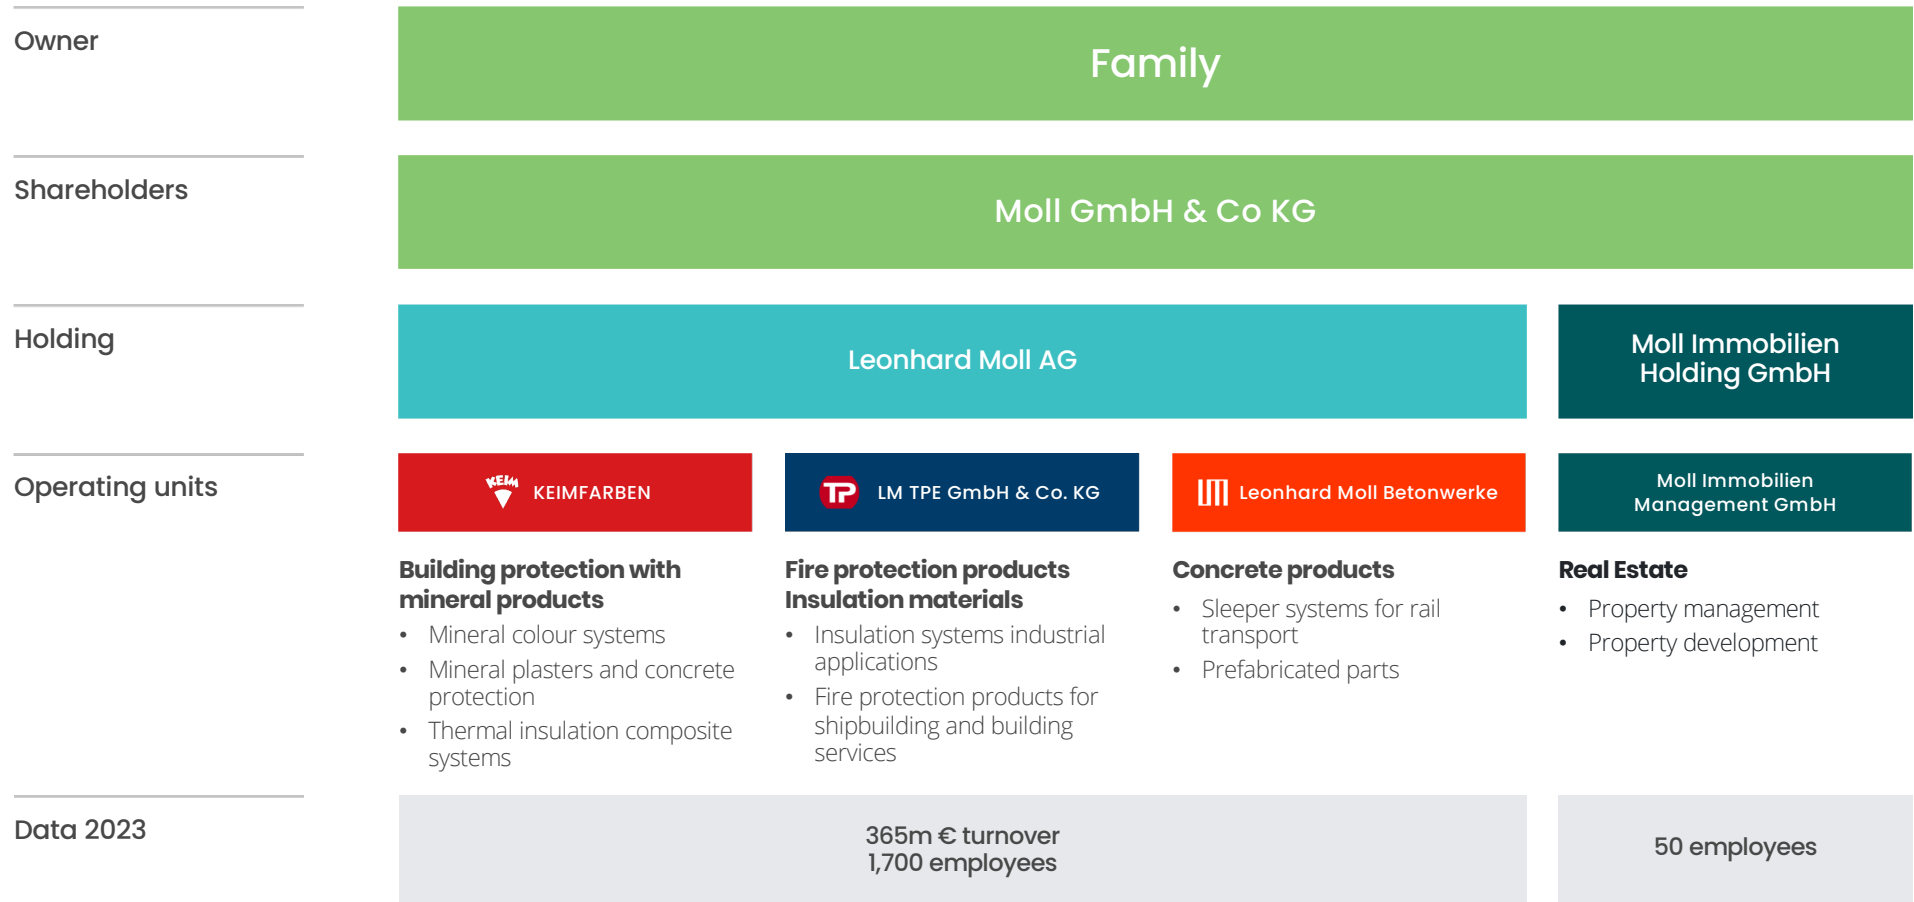 Owner
Family
Shareholders
Moll GmbH & Co KG
Holding
Leonhard Moll AG
Moll Immobilien
Holding GmbH
Operating units
KEIM
KEIMFARBEN
TP
LM TPE GmbH & Co. KG
Leonhard Moll Betonwerke
Moll Immobilien
Management GmbH
Building protection with
mineral products
• Mineral colour systems
• Mineral plasters and concrete
protection
• Thermal insulation composite
systems
Fire protection products
Insulation materials
• Insulation systems industrial
applications
• Fire protection products for
shipbuilding and building
services
Concrete products
• Sleeper systems for rail
transport
• Prefabricated parts
Real Estate
• Property management
• Property development
Data 2023
365m € turnover
1,700 employees
50 employees